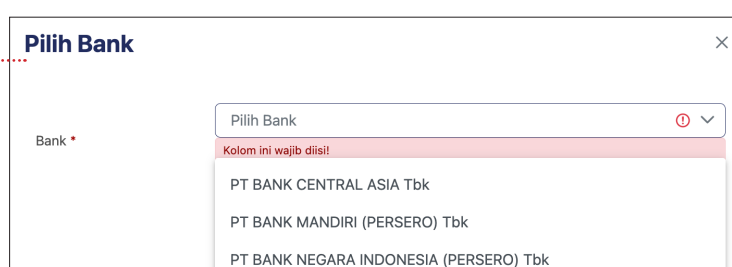 Pilih Bank
Bank *
Pilih Bank
Kolom ini wajib diisi!
PT BANK CENTRAL ASIA Tbk
PT BANK MANDIRI (PERSERO) Tbk
PT BANK NEGARA INDONESIA (PERSERO) Tbk